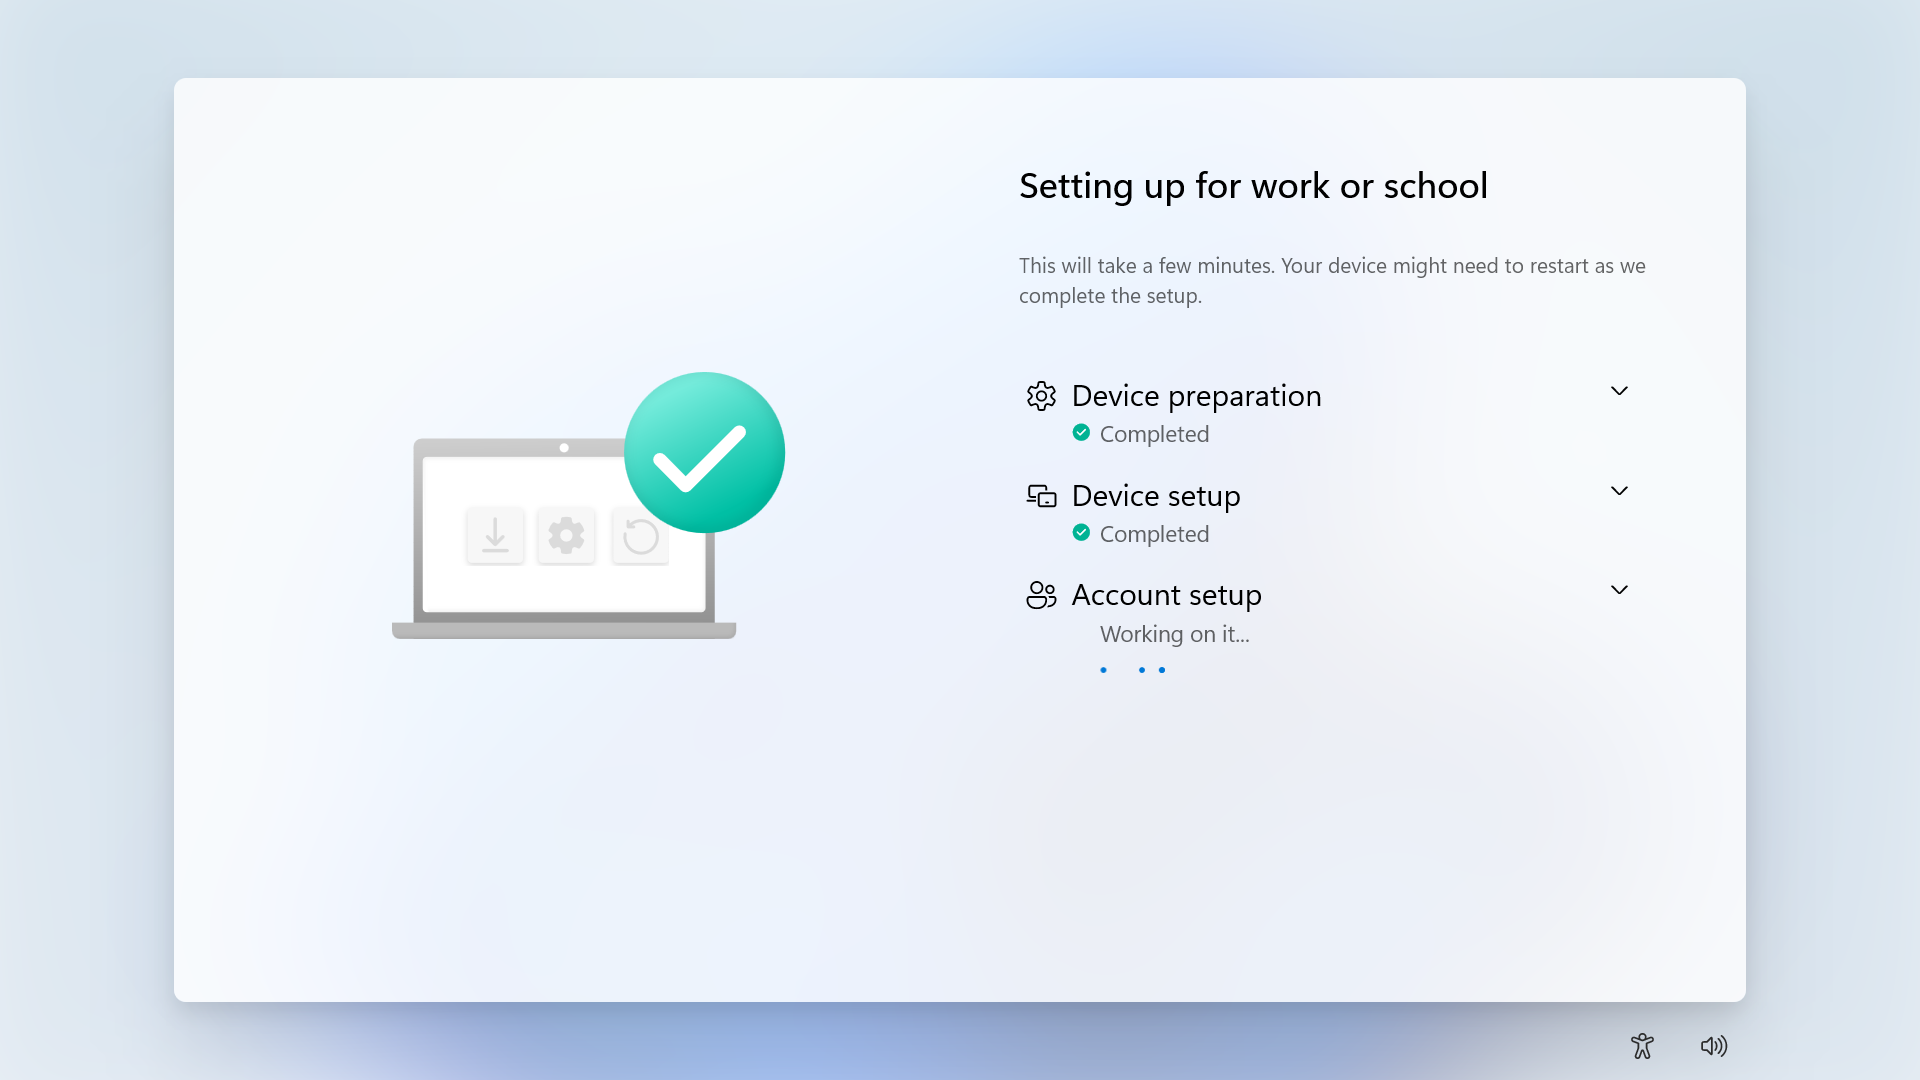 Setting up for work or school
This will take a few minutes. Your device might need to restart as we
complete the setup.
Device preparation
Completed
Device setup
Completed
Account setup
Working on it...